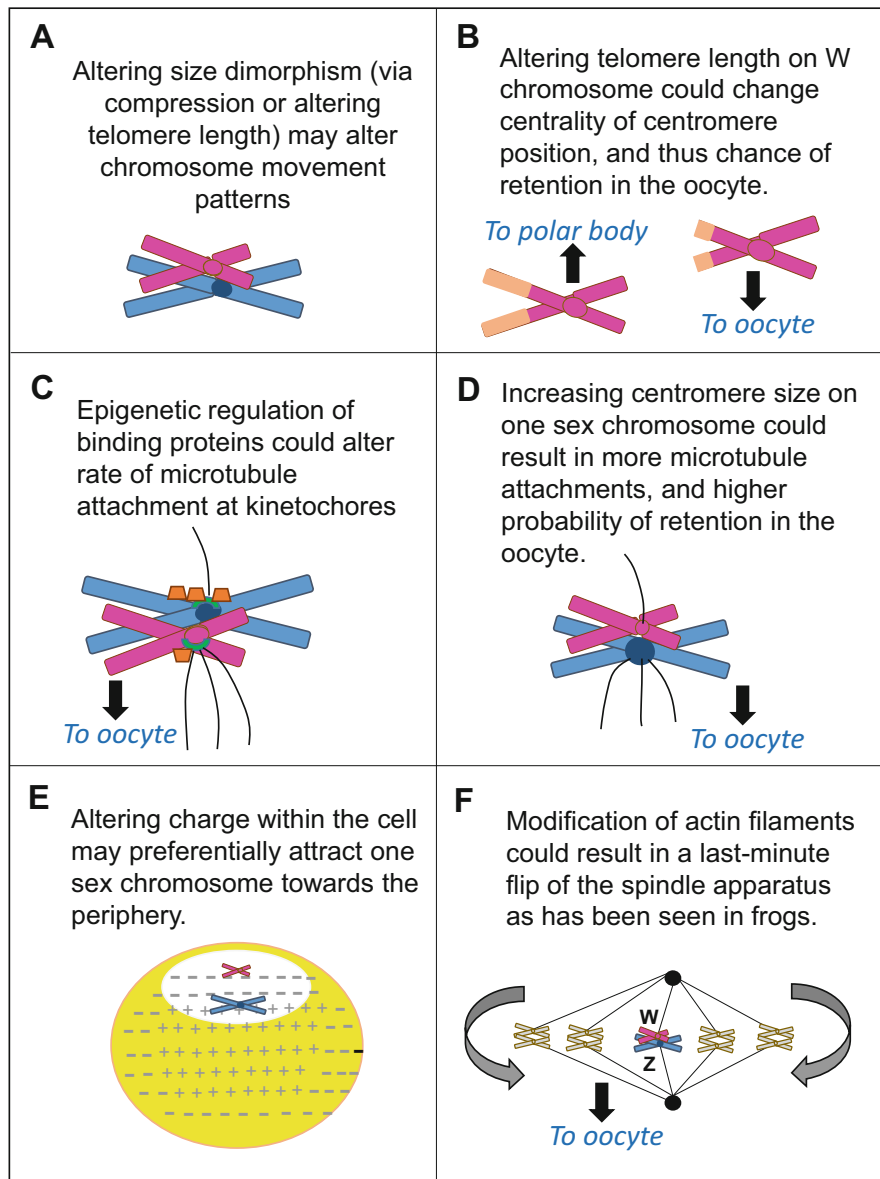 A
Altering size dimorphism (via
compression or altering
telomere length) may alter
chromosome movement
patterns
B
Altering telomere length on W
chromosome could change
centrality of centromere
position, and thus chance of
retention in the oocyte.
To polar body
To oocyte
C
Epigenetic regulation of
binding proteins could alter
rate of microtubule
attachment at kinetochores
To oocyte
D
Increasing centromere size on
one sex chromosome could
result in more microtubule
attachments, and higher
probability of retention in the
oocyte.
To oocyte
E
Altering charge within the cell
may preferentially attract one
sex chromosome towards the
periphery.
F
Modification of actin filaments
could result in a last-minute
flip of the spindle apparatus
as has been seen in frogs.
W
Z
To oocyte